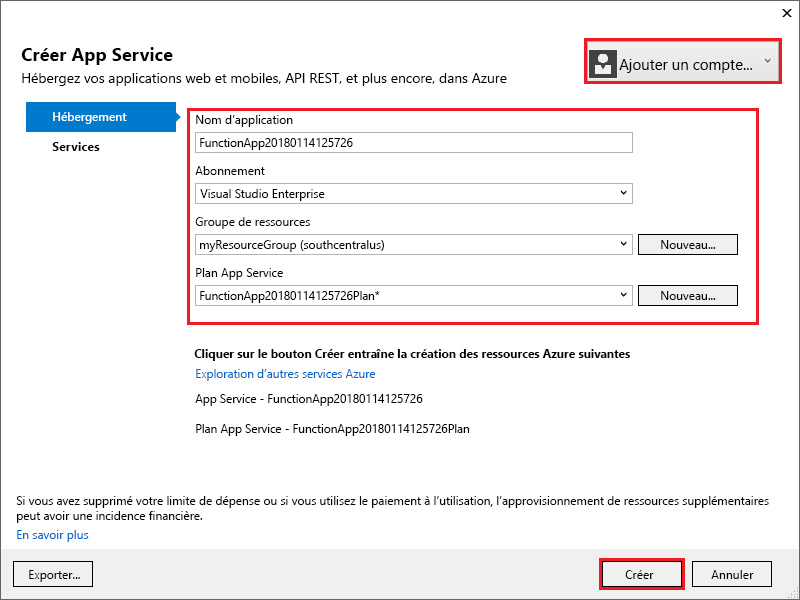 Créer App Service
Hébergez vos applications web et mobiles, API REST, et plus encore, dans Azure
Ajouter un compte...
Hébergement
Services
Nom d'application
FunctionApp20180114125726
Abonnement
Visual Studio Enterprise
Groupe de ressources
myResourceGroup (southcentralus)
Nouveau...
Plan App Service
FunctionApp20180114125726Plan*
Nouveau...
Cliquer sur le bouton Créer entraîne la création des ressources Azure suivantes
Exploration d'autres services Azure
App Service - FunctionApp20180114125726
Plan App Service - FunctionApp20180114125726Plan
Si vous avez supprimé votre limite de dépense ou si vous utilisez le paiement à l'utilisation, l'approvisionnement de ressources supplémentaires
peut avoir une incidence financière.
En savoir plus
Exporter...
Créer
Annuler